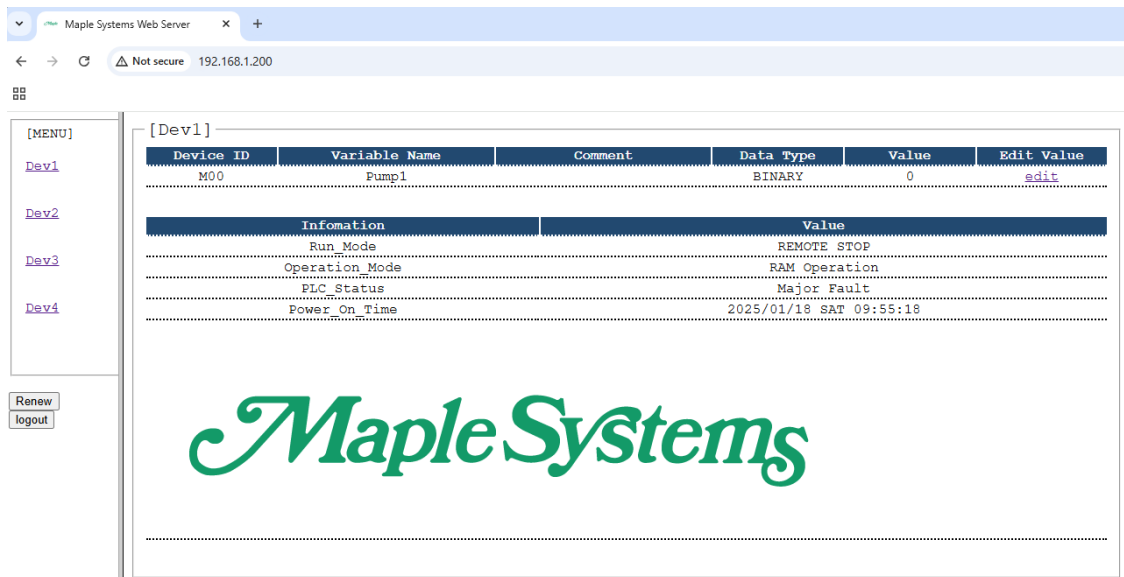 Maple Systems Web Server
Not secure 192.168.1.200
[MENU]
Dev1
Dev2
Dev3
Dev4
Renew
logout
[Dev1]
Device ID Variable Name Comment Data Type Value Edit Value
M00 Pump1 BINARY 0 edit
Infomation Value
Run_Mode REMOTE STOP
Operation_Mode RAM Operation
PLC_Status Major Fault
Power_On_Time 2025/01/18 SAT 09:55:18
Maple Systems